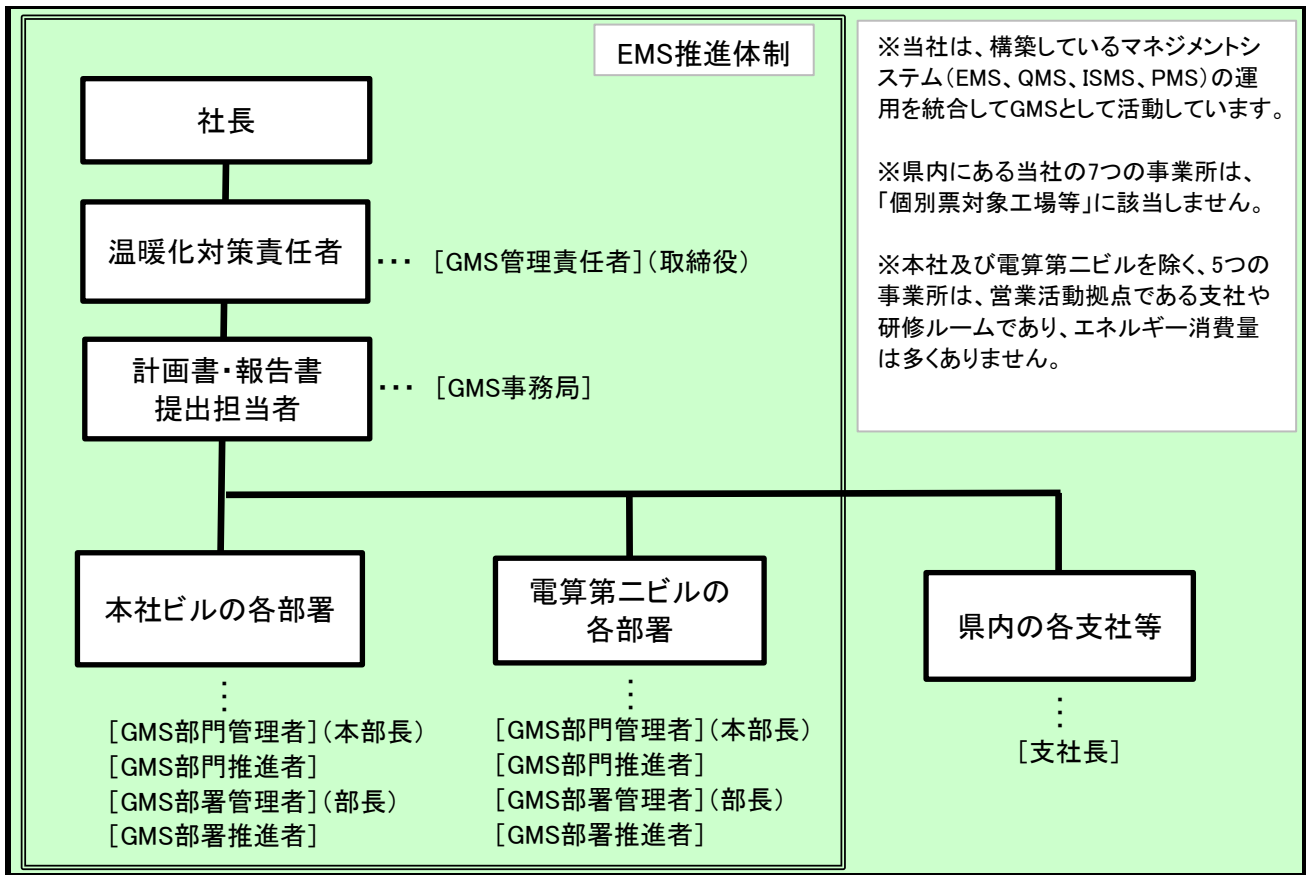 EMS推進体制
社長
温暖化対策責任者
･･･ [GMS管理責任者](取締役)
計画書・報告書
提出担当者
･･･ [GMS事務局]
※当社は、構築しているマネジメントシ
ステム(EMS、QMS、ISMS、PMS)の運
用を統合してGMSとして活動しています。
※県内にある当社の7つの事業所は、
「個別票対象工場等」に該当しません。
※本社及び電算第二ビルを除く、5つの
事業所は、営業活動拠点である支社や
研修ルームであり、エネルギー消費量
は多くありません。
本社ビルの各部署
⋮
[GMS部門管理者](本部長)
[GMS部門推進者]
[GMS部署管理者](部長)
[GMS部署推進者]
電算第二ビルの
各部署
⋮
[GMS部門管理者](本部長)
[GMS部門推進者]
[GMS部署管理者](部長)
[GMS部署推進者]
県内の各支社等
⋮
[支社長]